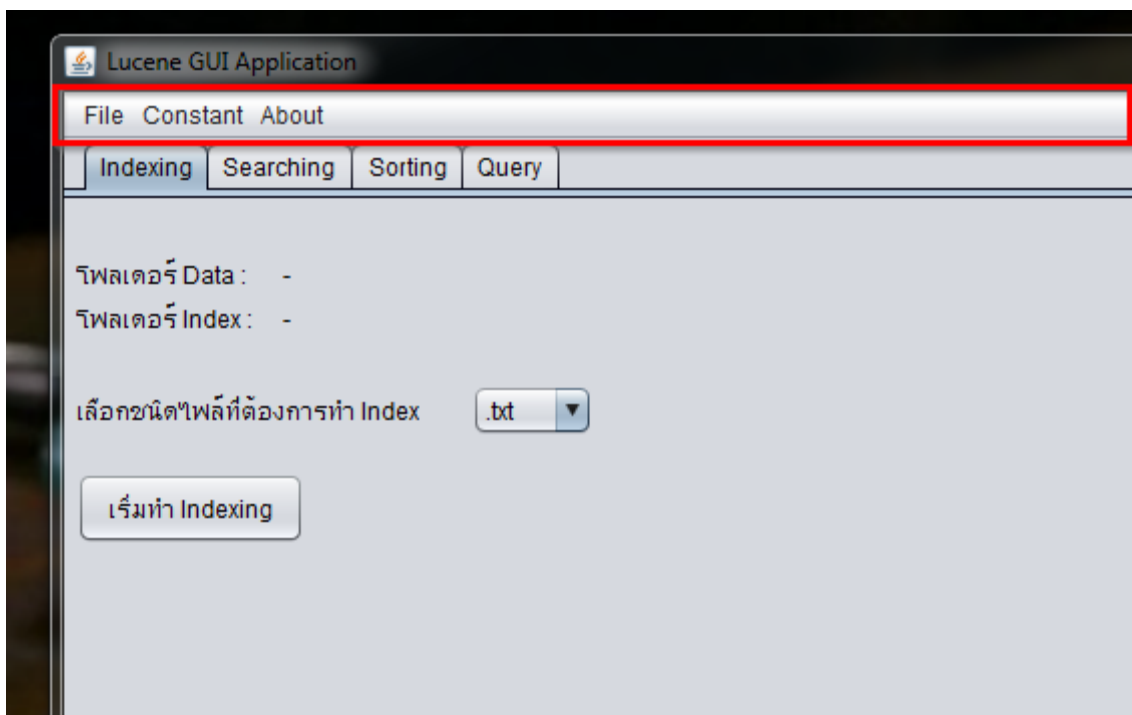 Lucene GUI Application
File Constant About
Indexing Searching Sorting Query
โฟลเดอร์ Data : -
โฟลเดอร์ Index : -
เลือกชนิดไฟล์ที่ต้องการทำ Index .txt
เริ่มทำ Indexing